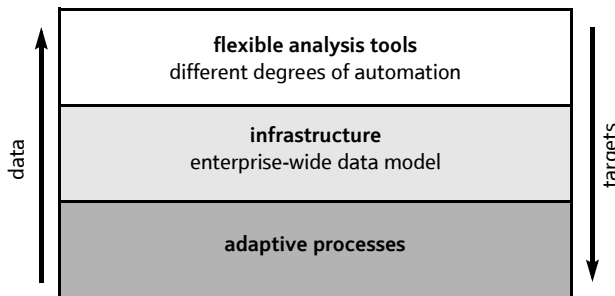 flexible analysis tools
different degrees of automation
infrastructure
enterprise-wide data model
adaptive processes
data
targets